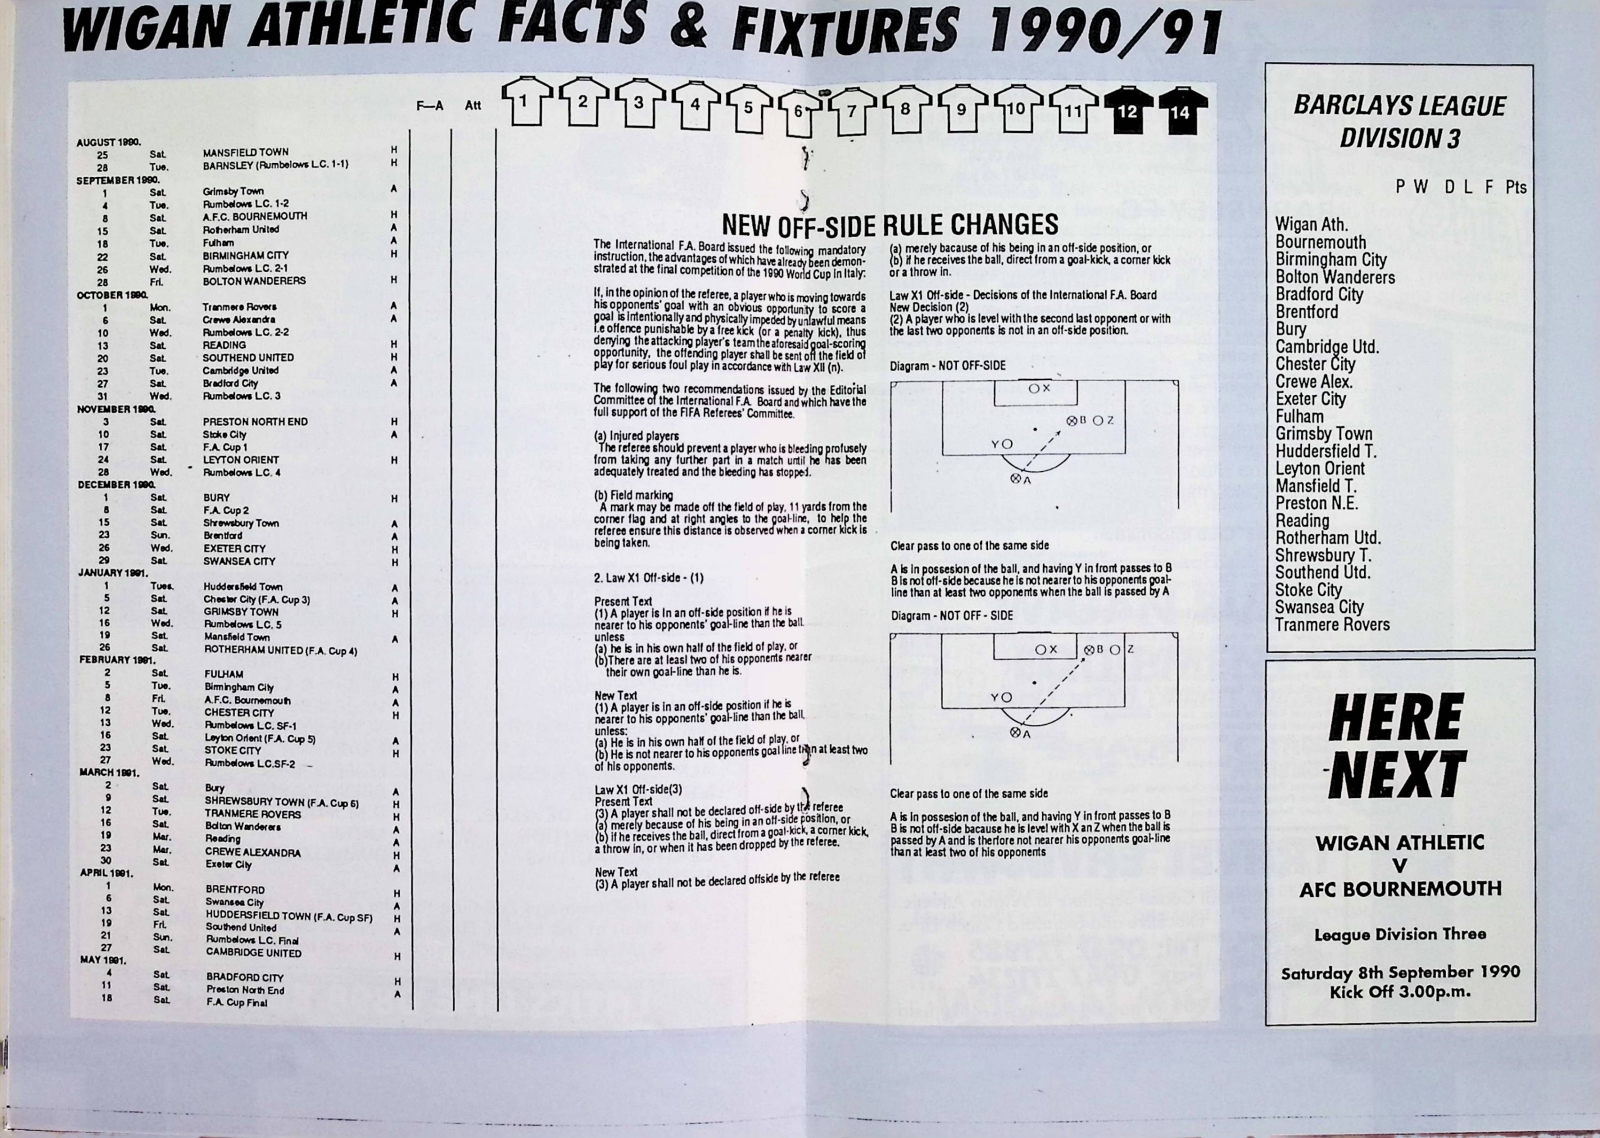 WIGAN ATHLETIC FACTS & FIXTURES 1990/91
F—A Att 1 2 3 4 5 6 7 8 9 10 11 12 14
AUGUST 1990.
25 Sat. MANSFIELD TOWN H
28 Tue. BARNSLEY (Rumbelows L.C. 1-1) H
SEPTEMBER 1990.
1 Sat. Grimsby Town A
4 Tue. Rumbelows L.C. 1-2
8 Sat. A.F.C. BOURNEMOUTH H
15 Sat. Rotherham United A
18 Tue. Fulham A
22 Sat. BIRMINGHAM CITY H
26 Wed. Rumbelows L.C. 2-1
28 Fri. BOLTON WANDERERS H
OCTOBER 1990.
1 Mon. Tranmere Rovers A
6 Sat. Crewe Alexandra A
10 Wed. Rumbelows L.C. 2-2
13 Sat. READING H
20 Sat. SOUTHEND UNITED H
23 Tue. Cambridge United A
27 Sat. Bradford City A
31 Wed. Rumbelows L.C. 3
NOVEMBER 1990.
3 Sat. PRESTON NORTH END H
10 Sat. Stoke City A
17 Sat. F.A. Cup 1
24 Sat. LEYTON ORIENT H
28 Wed. Rumbelows L.C. 4
DECEMBER 1990.
1 Sat. BURY H
8 Sat. F.A. Cup 2
15 Sat. Shrewsbury Town A
23 Sun. Brentford A
26 Wed. EXETER CITY H
29 Sat. SWANSEA CITY H
JANUARY 1991.
1 Tues. Huddersfield Town A
5 Sat. Chester City (F.A. Cup 3) A
12 Sat. GRIMSBY TOWN H
16 Wed. Rumbelows L.C. 5
19 Sat. Mansfield Town A
26 Sat. ROTHERHAM UNITED (F.A. Cup 4)
FEBRUARY 1991.
2 Sat. FULHAM H
5 Tue. Birmingham City A
8 Fri. A.F.C. Bournemouth A
12 Tue. CHESTER CITY H
13 Wed. Rumbelows L.C. SF-1
16 Sat. Leyton Orient (F.A. Cup 5) A
23 Sat. STOKE CITY H
27 Wed. Rumbelows L.C.SF-2
MARCH 1991.
2 Sat. Bury A
9 Sat. SHREWSBURY TOWN (F.A. Cup 6) H
12 Tue. TRANMERE ROVERS H
16 Sat. Bolton Wanderers A
19 Mar. Reading A
23 Mar. CREWE ALEXANDRA H
30 Sat. Exeter City A
APRIL 1991.
1 Mon. BRENTFORD H
6 Sat. Swansea City A
13 Sat. HUDDERSFIELD TOWN (F.A. Cup SF) H
19 Fri. Southend United A
21 Sun. Rumbelows L.C. Final
27 Sat. CAMBRIDGE UNITED H
MAY 1991.
4 Sat. BRADFORD CITY H
11 Sat. Preston North End A
18 Sat. F.A. Cup Final
NEW OFF-SIDE RULE CHANGES
The International F.A. Board issued the following mandatory
instruction, the advantages of which have already been demon-
strated at the final competition of the 1990 World Cup in Italy:
If, in the opinion of the referee, a player who is moving towards
his opponents' goal with an obvious opportunity to score a
goal is intentionally and physically impeded by unlawful means
i.e offence punishable by a free kick (or a penalty kick), thus
denying the attacking player's team the aforesaid goal-scoring
opportunity, the offending player shall be sent off the field of
play for serious foul play in accordance with Law XII (n).
The following two recommendations issued by the Editorial
Committee of the International F.A. Board and which have the
full support of the FIFA Referees' Committee.
(a) Injured players
The referee should prevent a player who is bleeding profusely
from taking any further part in a match until he has been
adequately treated and the bleeding has stopped.
(b) Field marking
A mark may be made off the field of play, 11 yards from the
corner flag and at right angles to the goal-line, to help the
referee ensure this distance is observed when a corner kick is
being taken.
2. Law X1 Off-side - (1)
Present Text
(1) A player is In an off-side position if he is
nearer to his opponents' goal-line than the ball.
unless
(a) he is in his own half of the field of play, or
(b)There are at least two of his opponents nearer
their own goal-line than he is.
New Text
(1) A player is in an off-side position if he is
nearer to his opponents' goal-line than the ball,
unless:
(a) He is in his own half of the field of play, or
(b) He is not nearer to his opponents goal line than at least two
of his opponents.
Law X1 Off-side(3)
Present Text
(3) A player shall not be declared off-side by the referee
(a) merely because of his being in an off-side position, or
(b) if he receives the ball, direct from a goal-kick, a corner kick,
a throw in, or when it has been dropped by the referee.
New Text
(3) A player shall not be declared offside by the referee
(a) merely bacause of his being in an off-side position, or
(b) if he receives the ball, direct from a goal-kick, a corner kick
or a throw in.
Law X1 Off-side - Decisions of the International F.A. Board
New Decision (2)
(2) A player who is level with the second last opponent or with
the last two opponents is not in an off-side position.
Diagram - NOT OFF-SIDE
X
B Z
Y
A
Clear pass to one of the same side
A is In possesion of the ball, and having Y in front passes to B
B is not off-side because he is not nearer to his opponents goal-
line than at least two opponents when the ball is passed by A
Diagram - NOT OFF - SIDE
X B Z
Y
A
Clear pass to one of the same side
A is In possesion of the ball, and having Y in front passes to B
B is not off-side bacause he is level with X an Z when the ball is
passed by A and is therfore not nearer his opponents goal-line
than at least two of his opponents
BARCLAYS LEAGUE
DIVISION 3
P W D L F Pts
Wigan Ath.
Bournemouth
Birmingham City
Bolton Wanderers
Bradford City
Brentford
Bury
Cambridge Utd.
Chester City
Crewe Alex.
Exeter City
Fulham
Grimsby Town
Huddersfield T.
Leyton Orient
Mansfield T.
Preston N.E.
Reading
Rotherham Utd.
Shrewsbury T.
Southend Utd.
Stoke City
Swansea City
Tranmere Rovers
HERE
NEXT
WIGAN ATHLETIC
V
AFC BOURNEMOUTH
League Division Three
Saturday 8th September 1990
Kick Off 3.00p.m.